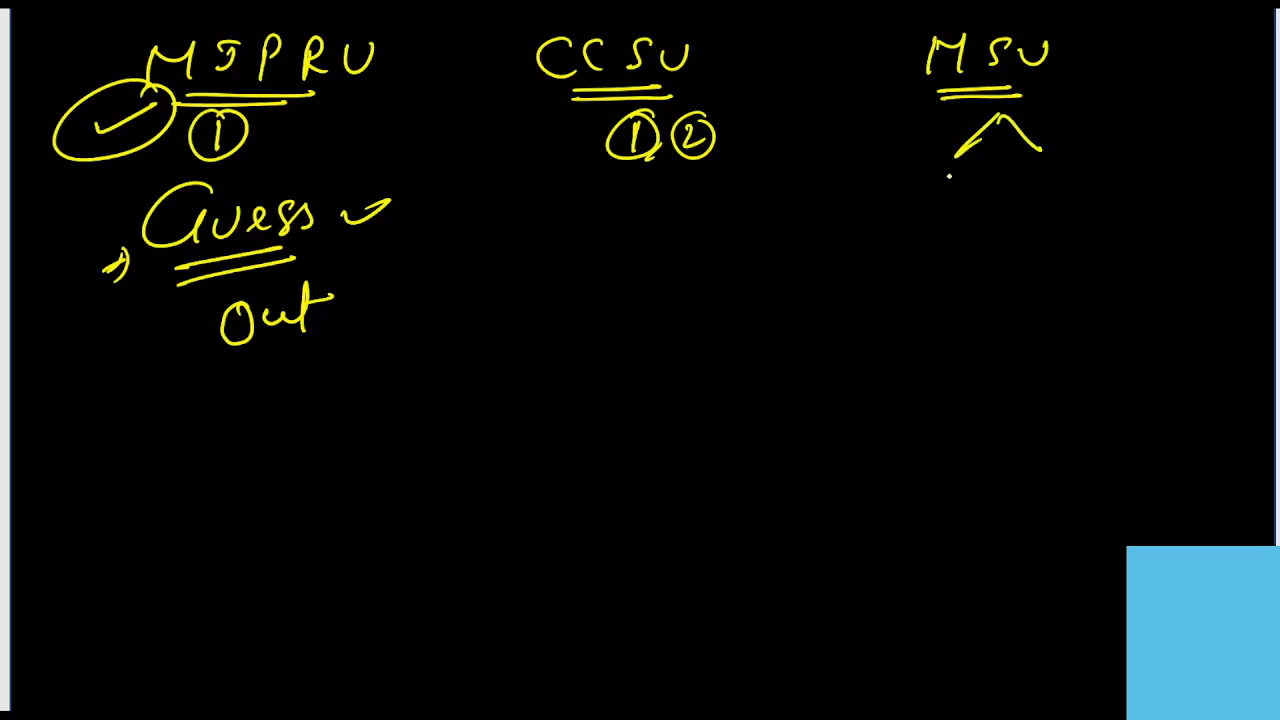 MJPRU CCSU MSU
① ① ②
Guess
Out